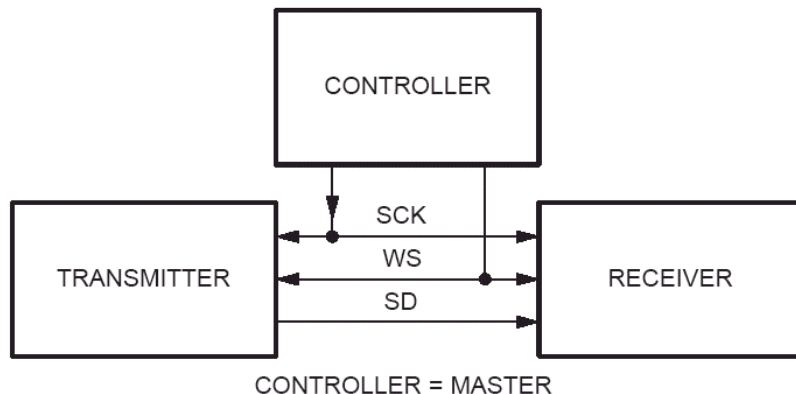 CONTROLLER
TRANSMITTER
SCK
WS
SD
RECEIVER
CONTROLLER = MASTER